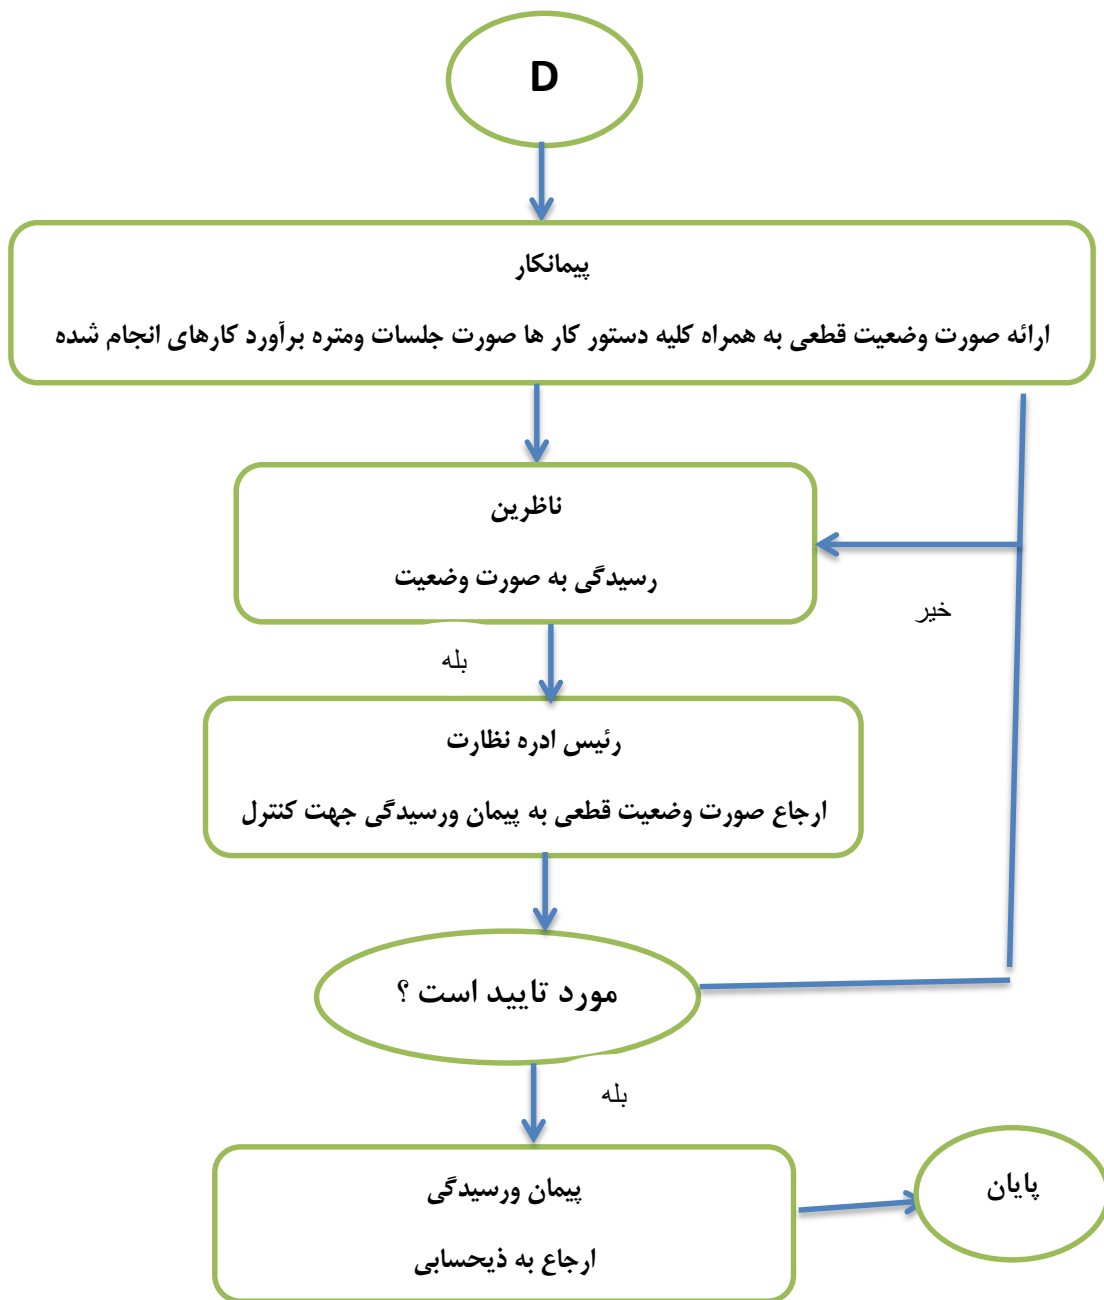 D
پیمانکار
ارائه صورت وضعیت قطعی به همراه کلیه دستور کار ها صورت جلسات ومتره برآورد کارهای انجام شده
ناظرین
رسیدگی به صورت وضعیت
خیر
بله
رئیس ادره نظارت
ارجاع صورت وضعیت قطعی به پیمان ورسیدگی جهت کنترل
مورد تایید است ؟
بله
پیمان ورسیدگی
ارجاع به ذیحسابی
پایان